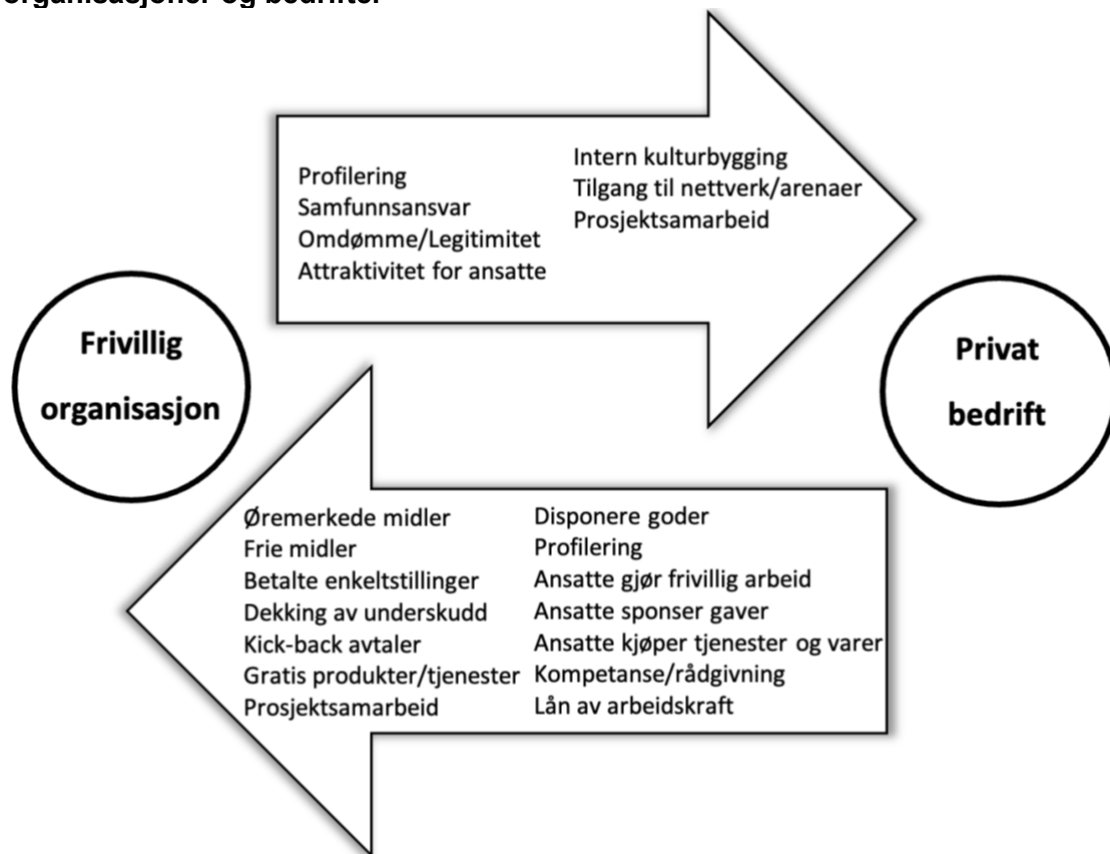 organisasjoner og bedrifter
Profilering
Samfunnsansvar
Omdømme/Legitimitet
Attraktivitet for ansatte
Intern kulturbygging
Tilgang til nettverk/arenaer
Prosjektsamarbeid
Frivillig
organisasjon
Privat
bedrift
Øremerkede midler
Frie midler
Betalte enkeltstillinger
Dekking av underskudd
Kick-back avtaler
Gratis produkter/tjenester
Prosjektsamarbeid
Disponere goder
Profilering
Ansatte gjør frivillig arbeid
Ansatte sponser gaver
Ansatte kjøper tjenester og varer
Kompetanse/rådgivning
Lån av arbeidskraft